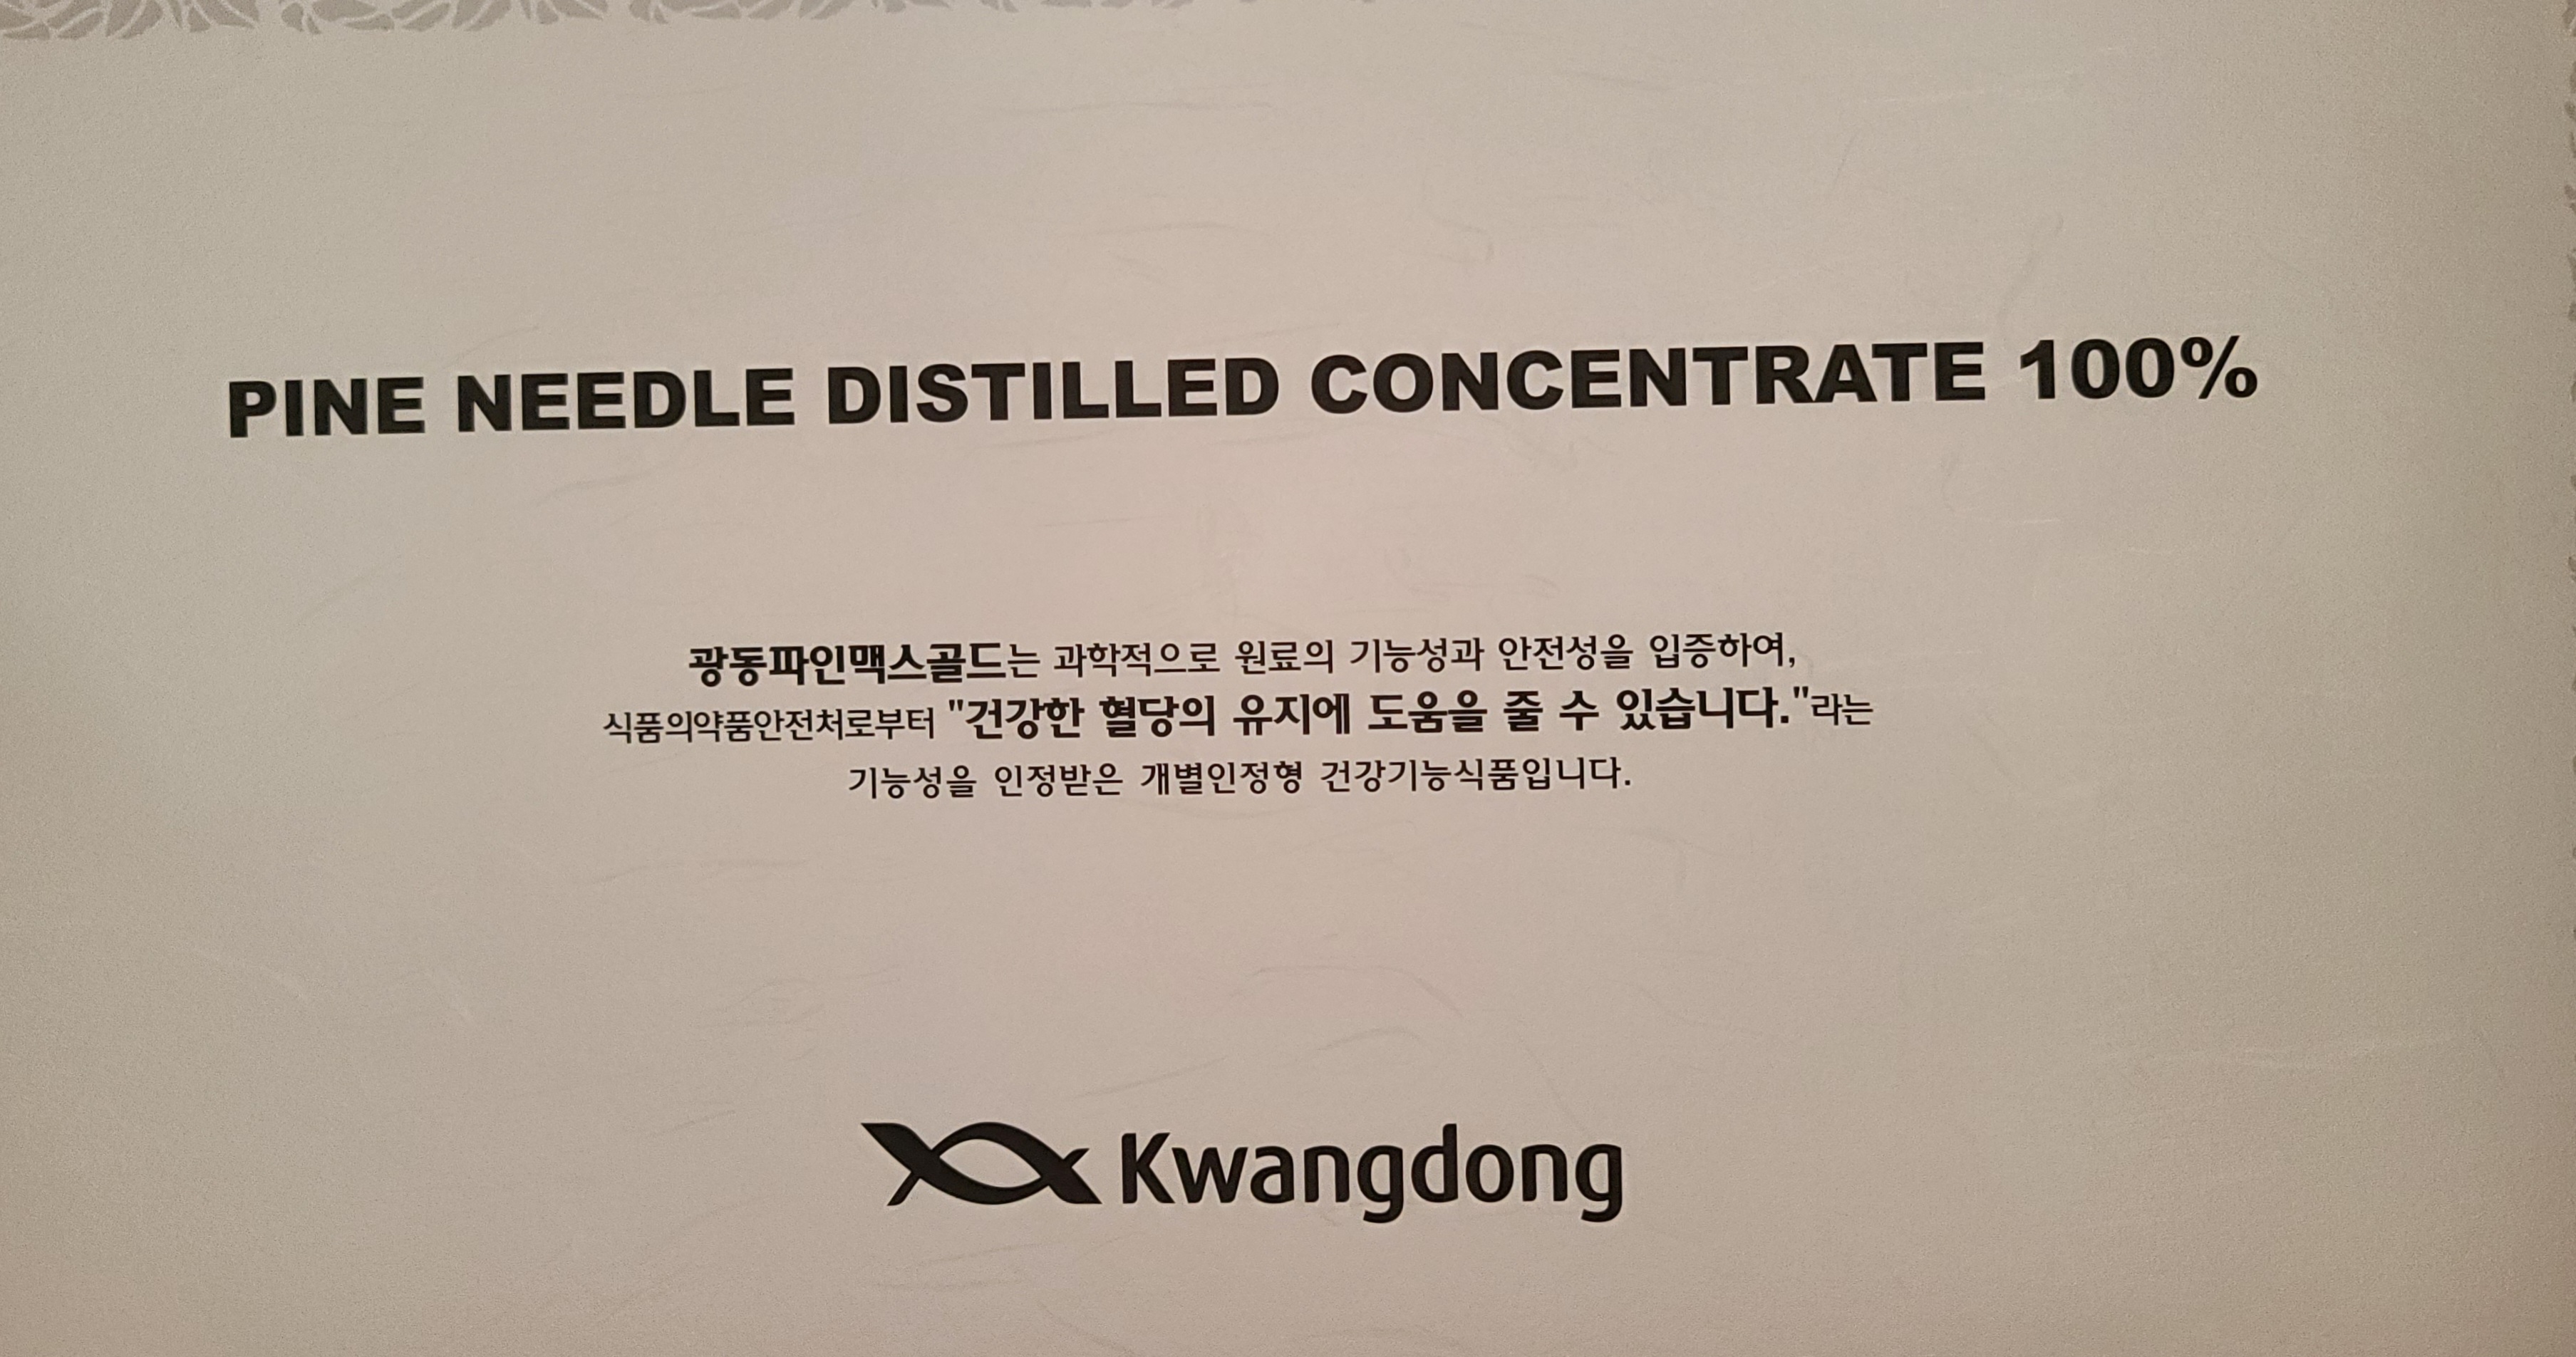 PINE NEEDLE DISTILLED CONCENTRATE 100%
광동파인맥스골드는 과학적으로 원료의 기능성과 안전성을 입증하여,
식품의약품안전처로부터 "건강한 혈당의 유지에 도움을 줄 수 있습니다."라는
기능성을 인정받은 개별인정형 건강기능식품입니다.
Kwangdong